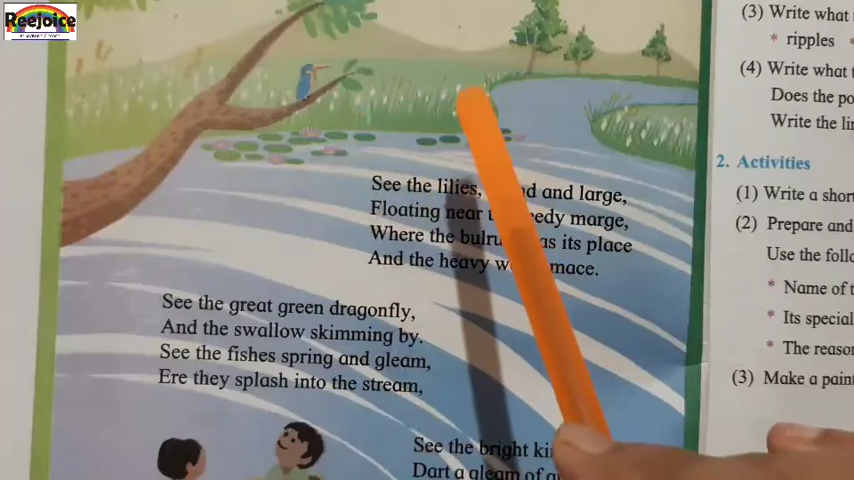 Reejoice
See the lilies, and large,
Floating near edy marge,
Where the bulru as its place
And the heavy w mace.
See the great green dragonfly,
And the swallow skimming by.
See the fishes spring and gleam,
Ere they splash into the stream,
See the bright ki
Dart a gleam of
(3) Write what
* ripples *
(4) Write what
Does the po
Write the li
2. Activities
(1) Write a short
(2) Prepare and
Use the follo
* Name of t
* Its special
* The reason
(3) Make a paint